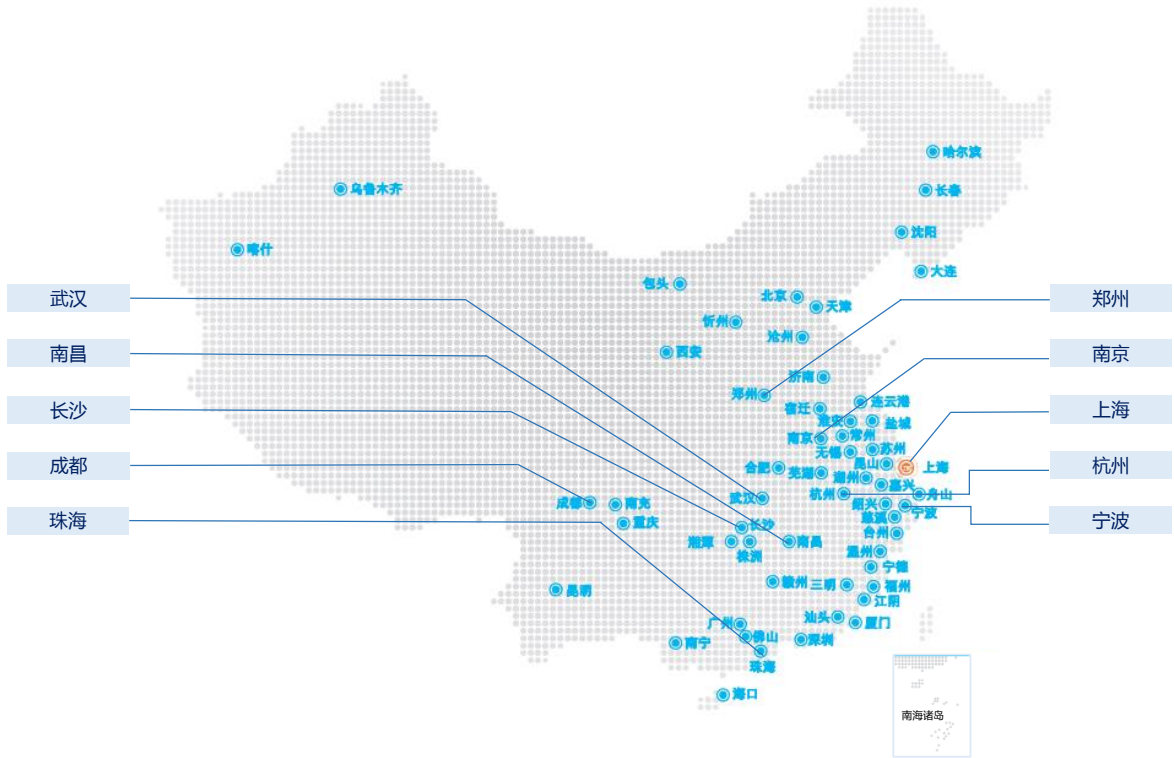 哈尔滨
乌鲁木齐
长春
沈阳
喀什
大连
包头
北京
武汉
郑州
天津
忻州
沧州
西安
南昌
南京
济南
郑州
连云港
宿迁
长沙
上海
淮安
盐城
南京
常州
无锡
苏州
成都
合肥
芜湖
昆山
上海
杭州
湖州
嘉兴
武汉
杭州
舟山
成都
南充
绍兴
宁波
珠海
重庆
长沙
慈溪
宁波
台州
湘潭
株洲
南昌
温州
宁德
昆明
赣州
三明
福州
江阴
广州
汕头
厦门
南宁
佛山
深圳
珠海
海口
南海诸岛